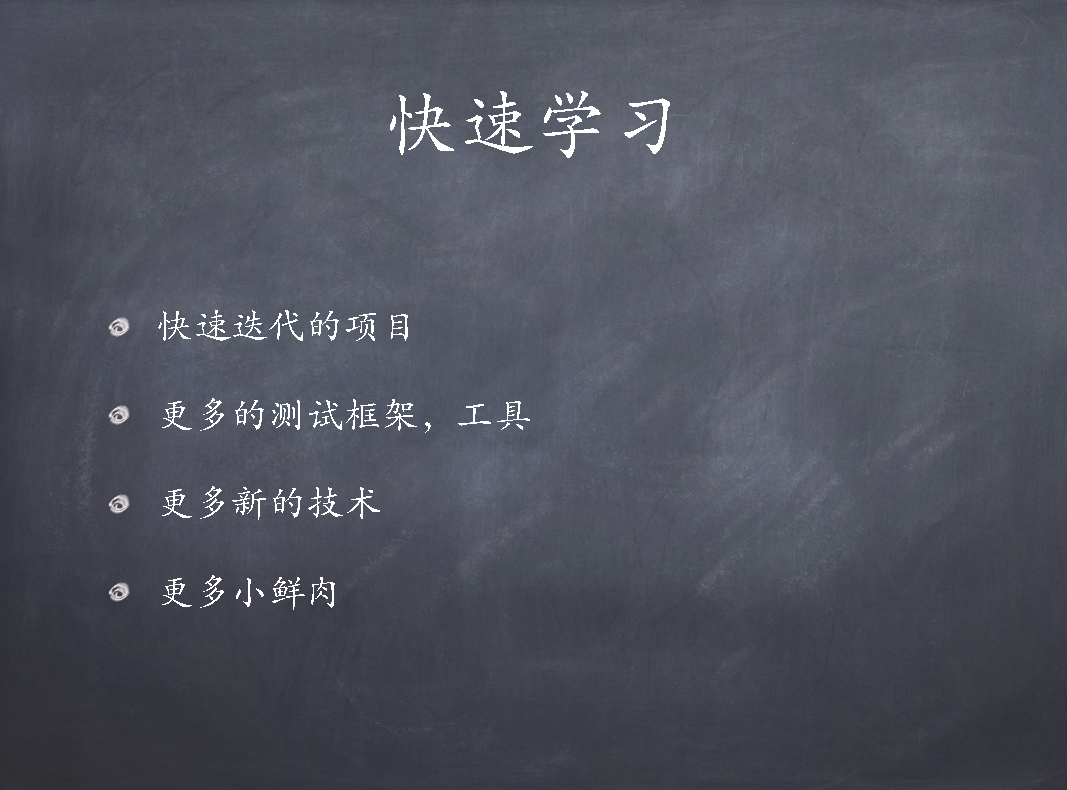 快速学习
快速迭代的项目
更多的测试框架，工具
更多新的技术
更多小鲜肉